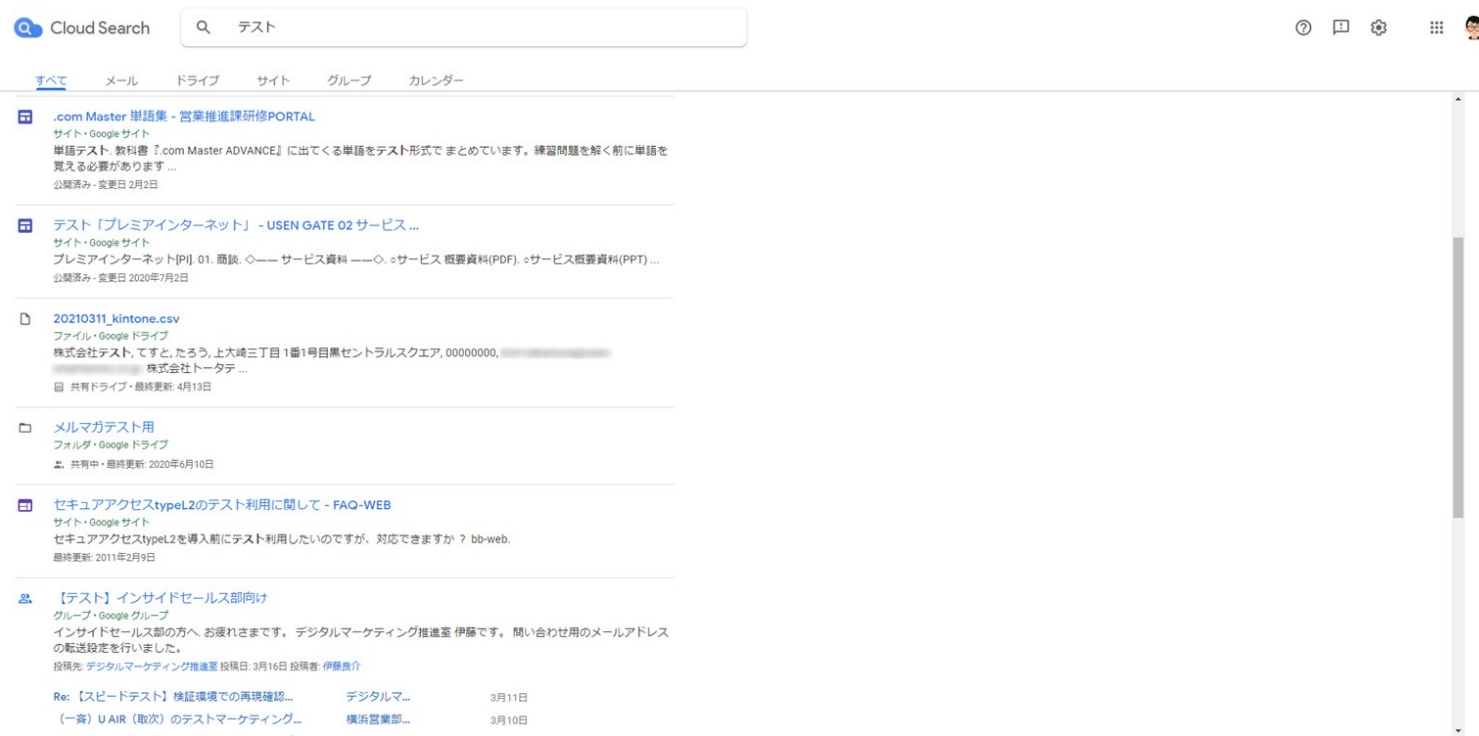 Cloud Search
テスト
すべて メール ドライブ サイト グループ カレンダー
.com Master 単語集 - 営業推進課研修PORTAL
サイト・Google サイト
単語テスト. 教科書『.com Master ADVANCE』に出てくる単語をテスト形式で まとめています。練習問題を解く前に単語を
覚える必要があります ...
公開済み - 変更日 2月2日
テスト「プレミアインターネット」 - USEN GATE 02 サービス ...
サイト・Google サイト
プレミアインターネット[PI]. 01. 商談. ◇―― サービス資料 ――◇. ○サービス 概要資料(PDF). ○サービス概要資料(PPT) ...
公開済み - 変更日 2020年7月2日
20210311_kintone.csv
ファイル・Google ドライブ
株式会社テスト, てすと, たろう, 上大崎三丁目 1番1号目黒セントラルスクエア, 00000000,
株式会社トータテ ...
共有ドライブ・最終更新: 4月13日
メルマガテスト用
フォルダ・Google ドライブ
共有中・最終更新: 2020年6月10日
セキュアアクセスtypeL2のテスト利用に関して - FAQ-WEB
サイト・Google サイト
セキュアアクセスtypeL2を導入前にテスト利用したいのですが、対応できますか ? bb-web.
最終更新: 2011年2月9日
【テスト】インサイドセールス部向け
グループ・Google グループ
インサイドセールス部の方へ. お疲れさまです。 デジタルマーケティング推進室 伊藤です。 問い合わせ用のメールアドレス
の転送設定を行いました。
投稿先: デジタルマーケティング推進室 投稿日: 3月16日 投稿者: 伊藤良介
Re: 【スピードテスト】検証環境での再現確認... デジタルマ... 3月11日
（一斉）U AIR（取次）のテストマーケティング... 横浜営業部... 3月10日